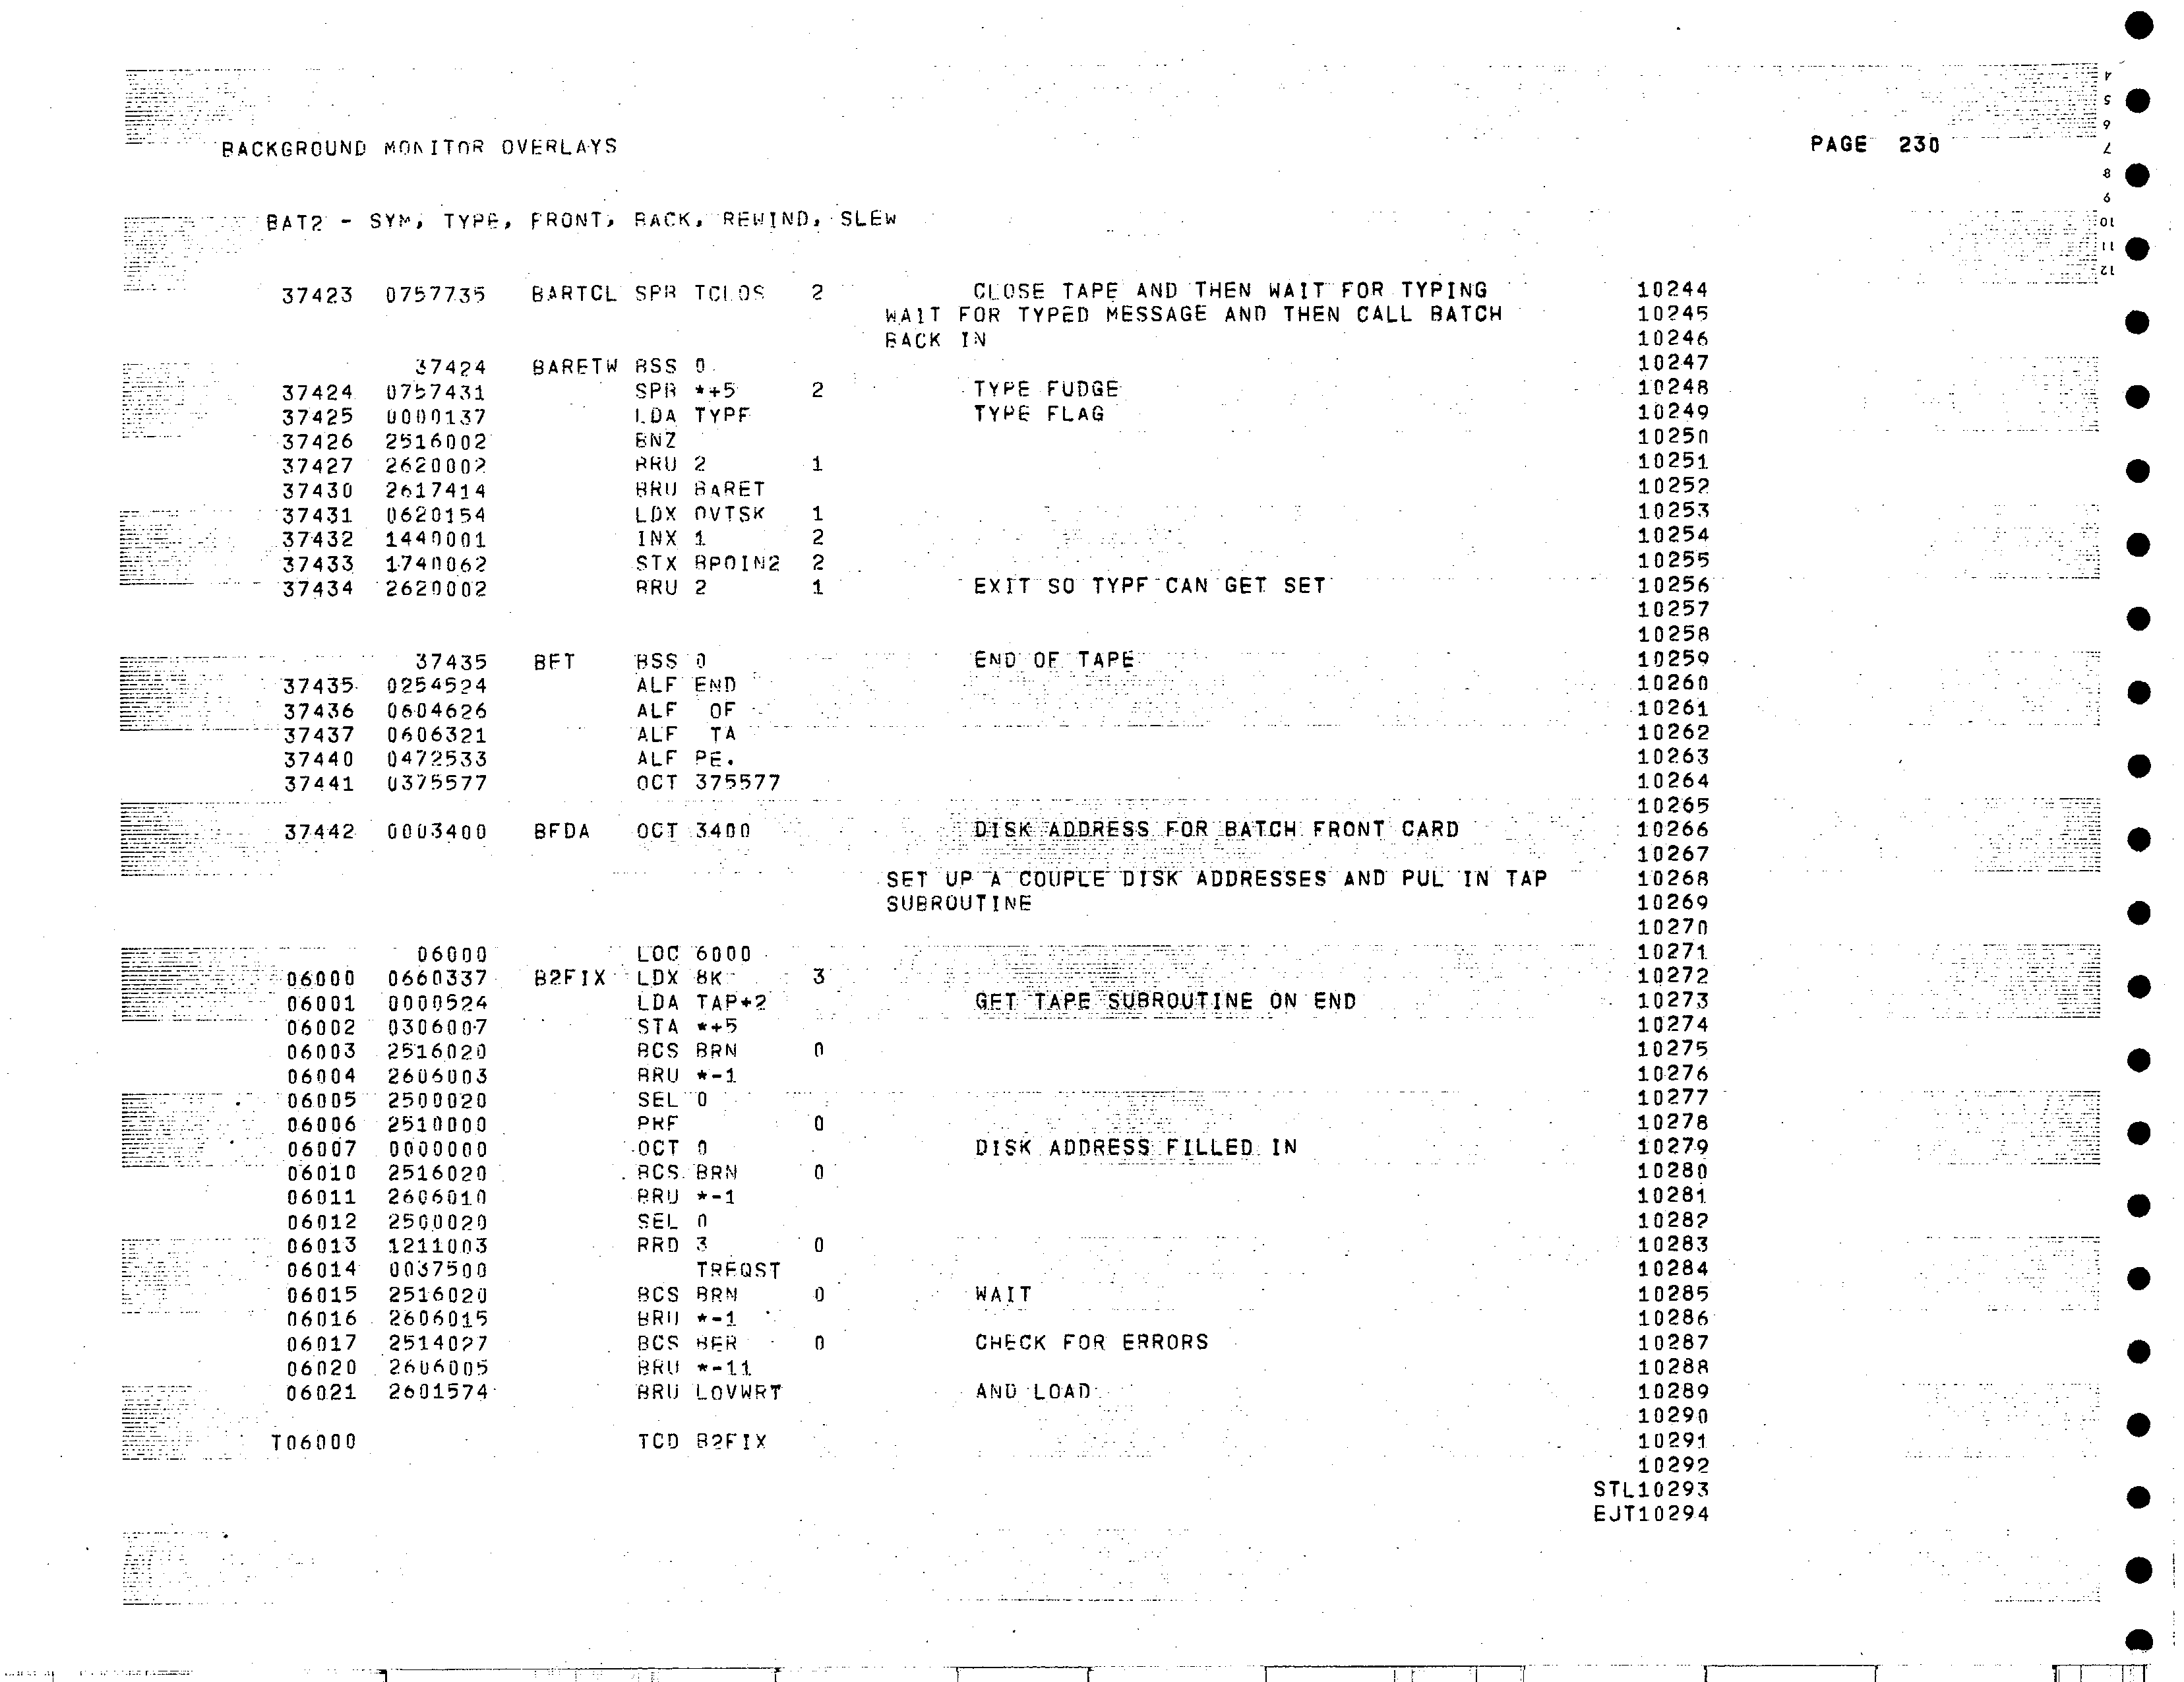 BACKGROUND MONITOR OVERLAYS PAGE 230
BAT2 - SYM, TYPE, FRONT, BACK, REWIND, SLEW
37423 0757735 BARTCL SPB TCLOS 2 CLOSE TAPE AND THEN WAIT FOR TYPING 10244
WAIT FOR TYPED MESSAGE AND THEN CALL BATCH 10245
BACK IN 10246
37424 BARETW BSS 0 10247
37424 0757431 SPB *+5 2 TYPE FUDGE 10248
37425 0000137 LDA TYPF TYPE FLAG 10249
37426 2516002 BNZ 10250
37427 2620002 BRU 2 1 10251
37430 2617414 BRU BARET 10252
37431 0620154 LDX OVTSK 1 10253
37432 1440001 INX 1 2 10254
37433 1740062 STX BPOIN2 2 10255
37434 2620002 BRU 2 1 EXIT SO TYPF CAN GET SET 10256
10257
10258
37435 BFT BSS 0 END OF TAPE 10259
37435 0254524 ALF END 10260
37436 0604626 ALF OF 10261
37437 0606321 ALF TA 10262
37440 0472533 ALF PE. 10263
37441 0375577 OCT 375577 10264
10265
37442 0003400 BFDA OCT 3400 DISK ADDRESS FOR BATCH FRONT CARD 10266
10267
SET UP A COUPLE DISK ADDRESSES AND PUL IN TAP 10268
SUBROUTINE 10269
10270
06000 LOC 6000 10271
06000 0660337 B2FIX LDX 8K 3 10272
06001 0000524 LDA TAP+2 GET TAPE SUBROUTINE ON END 10273
06002 0306007 STA *+5 10274
06003 2516020 BCS BRN 0 10275
06004 2606003 BRU *-1 10276
06005 2500020 SEL 0 10277
06006 2510000 PRF 0 10278
06007 0000000 OCT 0 DISK ADDRESS FILLED IN 10279
06010 2516020 BCS BRN 0 10280
06011 2606010 BRU *-1 10281
06012 2500020 SEL 0 10282
06013 1211003 RRD 3 0 10283
06014 0037500 TREQST 10284
06015 2516020 BCS BRN 0 WAIT 10285
06016 2606015 BRU *-1 10286
06017 2514027 BCS BER 0 CHECK FOR ERRORS 10287
06020 2606005 BRU *-11 10288
06021 2601574 BRU LOVWRT AND LOAD 10289
10290
T06000 TCD B2FIX 10291
10292
STL10293
EJT10294
4
5
6
7
8
9
10
11
12